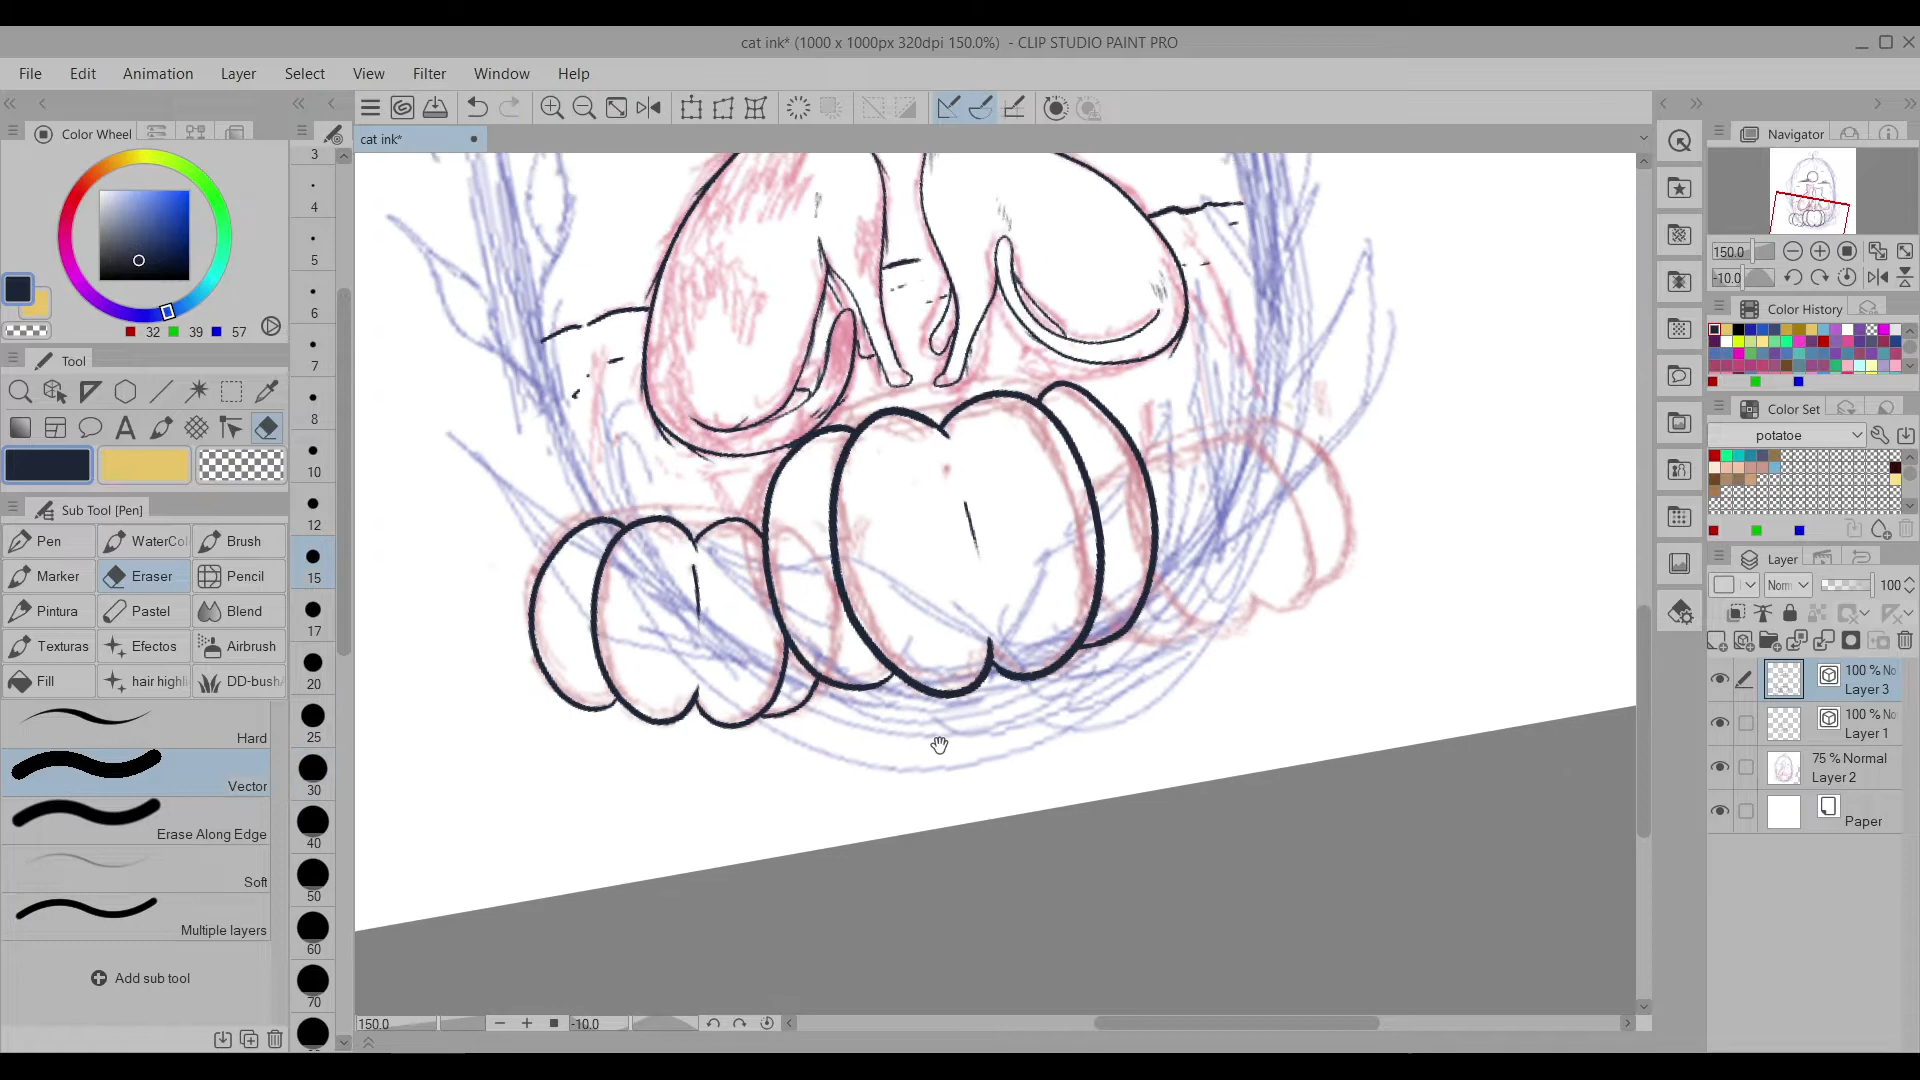 cat ink* (1000 x 1000px 320dpi 150.0%) - CLIP STUDIO PAINT PRO
File Edit Animation Layer Select View Filter Window Help
cat ink*
Color Wheel
32 39 57
Tool
Sub Tool [Pen]
Pen WaterCol Brush
Marker Eraser Pencil
Pintura Pastel Blend
Texturas Efectos Airbrush
Fill hair highli DD-bush
Hard
Vector
Erase Along Edge
Soft
Multiple layers
Add sub tool
3
4
5
6
7
8
10
12
15
17
20
25
30
40
50
60
70
150.0 -10.0
Navigator
150.0
-10.0
Color History
Color Set
potatoe
Layer
Norm 100
100 % No
Layer 3
100 % No
Layer 1
75 % Normal
Layer 2
Paper